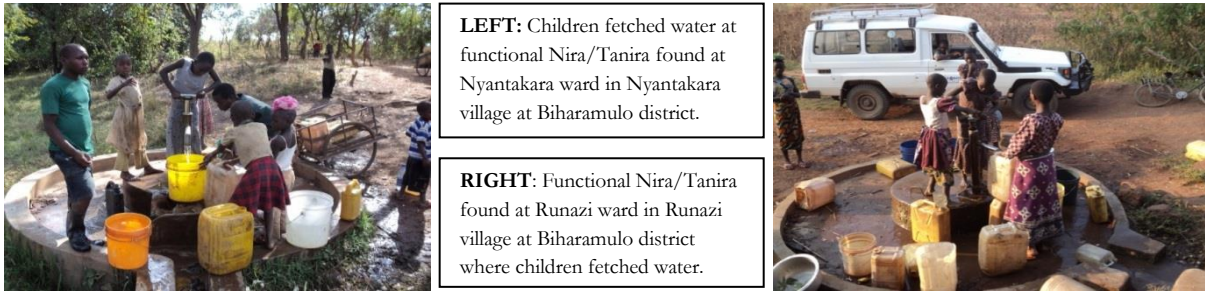 LEFT: Children fetched water at
functional Nira/Tanira found at
Nyantakara ward in Nyantakara
village at Biharamulo district.
RIGHT: Functional Nira/Tanira
found at Runazi ward in Runazi
village at Biharamulo district
where children fetched water.